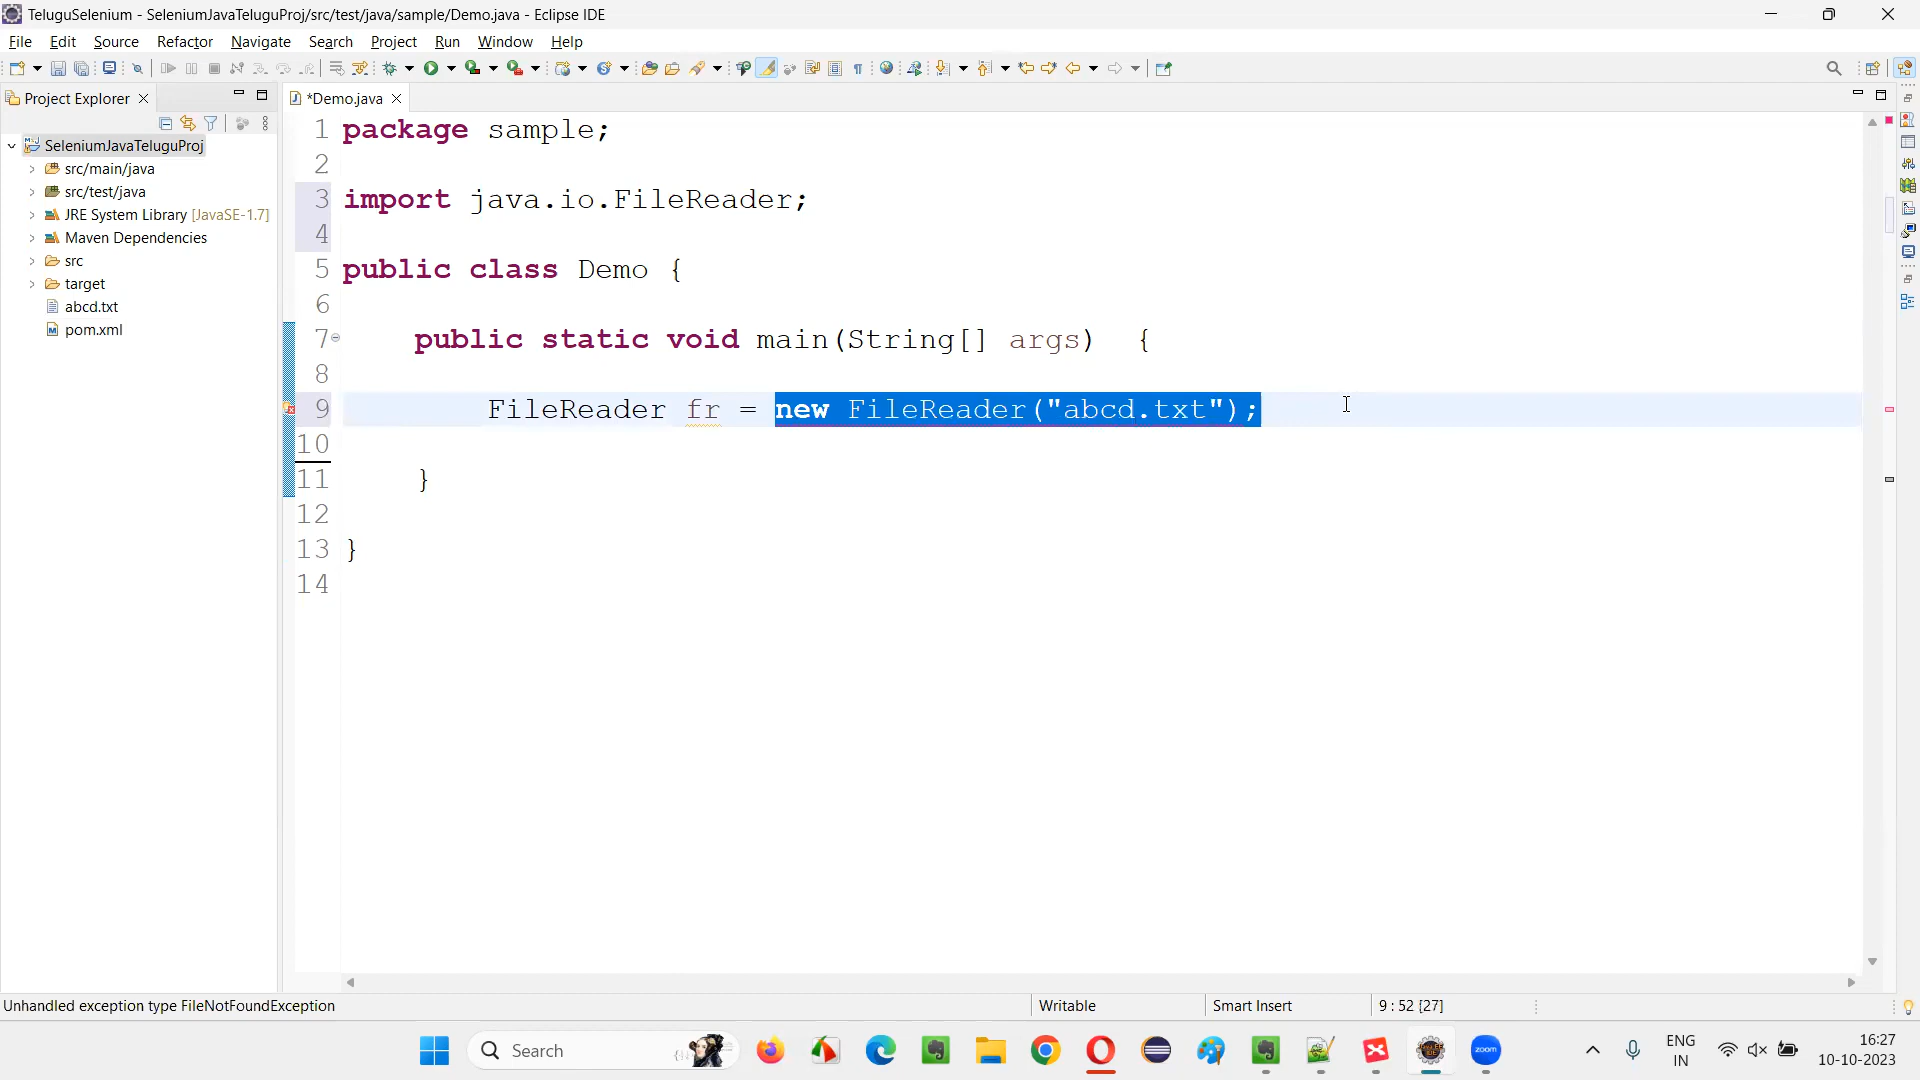 TeluguSelenium - SeleniumJavaTeluguProj/src/test/java/sample/Demo.java - Eclipse IDE
File Edit Source Refactor Navigate Search Project Run Window Help
Project Explorer
*Demo.java
SeleniumJavaTeluguProj
src/main/java
src/test/java
JRE System Library [JavaSE-1.7]
Maven Dependencies
src
target
abcd.txt
pom.xml
1 package sample;
2
3 import java.io.FileReader;
4
5 public class Demo {
6
7 public static void main(String[] args) {
8
9 FileReader fr = new FileReader("abcd.txt");
10
11 }
12
13 }
14
Unhandled exception type FileNotFoundException
Writable
Smart Insert
9 : 52 [27]
Search
zoom
ENG
IN
16:27
10-10-2023